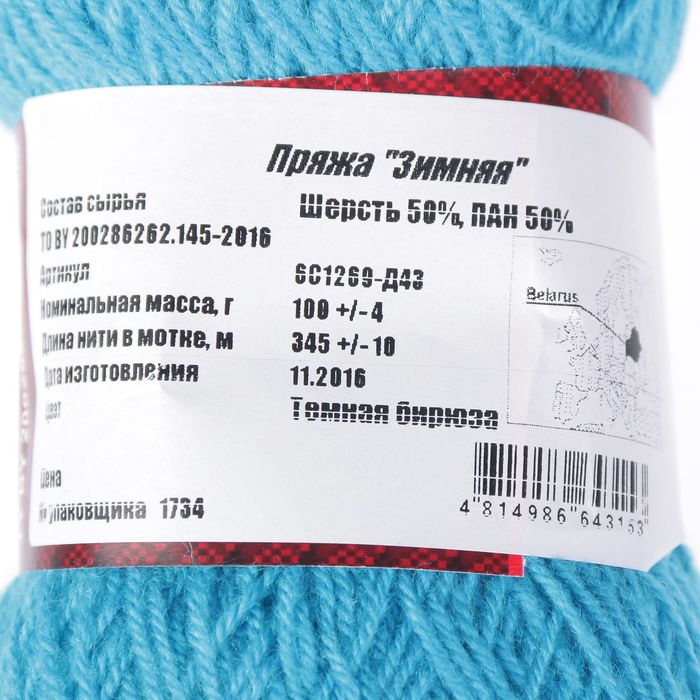 Пряжа "Зимняя"
Состав сырья Шерсть 50%, ПАН 50%
ТО BY 200286262.145-2016
Артикул 6С1269-Д43
Номинальная масса, г 100 +/-4
Длина нити в мотке, м 345 +/-10
Дата изготовления 11.2016
Цвет Темная бирюза
Belarus
Цена
№ упаковщика 1734
4 814986 643163